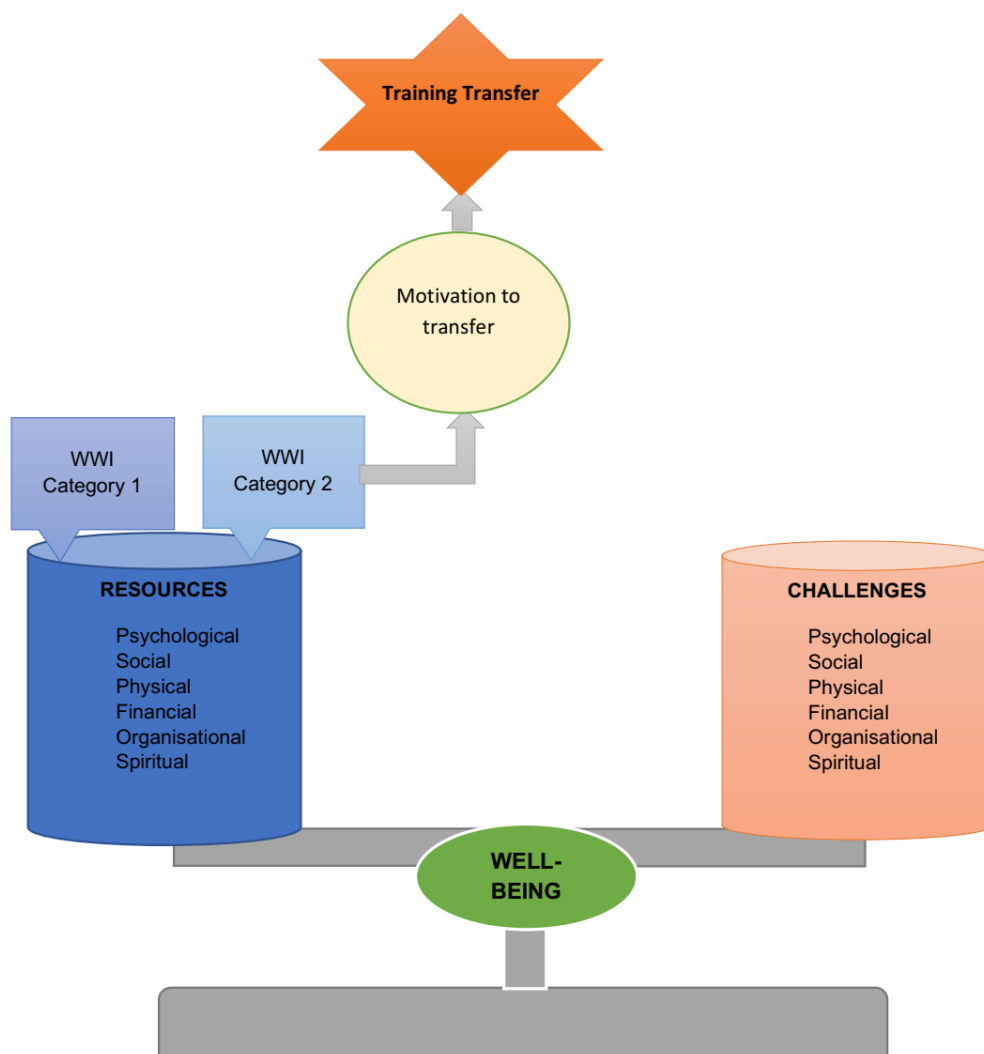 Training Transfer
Motivation to
transfer
WWI
Category 1
WWI
Category 2
RESOURCES
Psychological
Social
Physical
Financial
Organisational
Spiritual
CHALLENGES
Psychological
Social
Physical
Financial
Organisational
Spiritual
WELL-
BEING